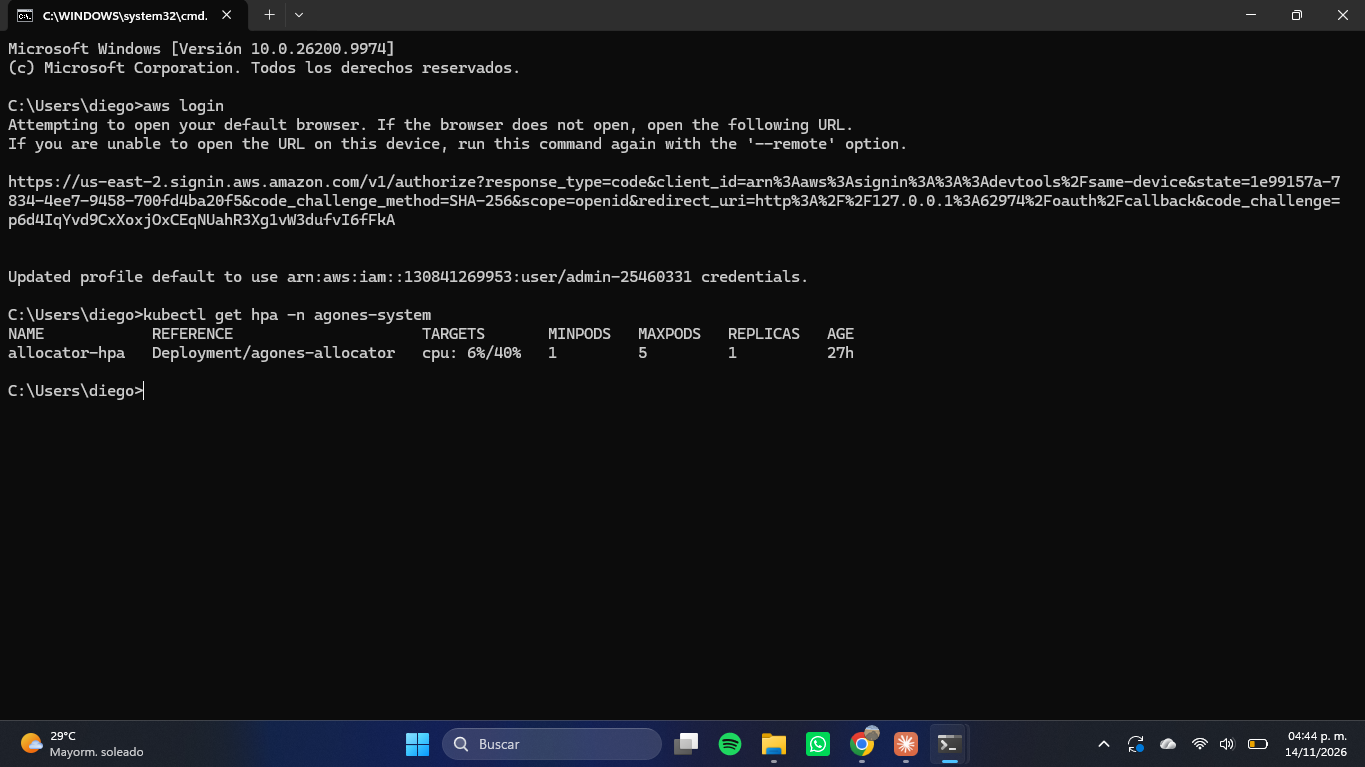 C:\WINDOWS\system32\cmd.
Microsoft Windows [Versión 10.0.26200.9974]
(c) Microsoft Corporation. Todos los derechos reservados.
C:\Users\diego>aws login
Attempting to open your default browser. If the browser does not open, open the following URL.
If you are unable to open the URL on this device, run this command again with the '--remote' option.
https://us-east-2.signin.aws.amazon.com/v1/authorize?response_type=code&client_id=arn%3Aaws%3Asignin%3A%3A%3Adevtools%2Fsame-device&state=1e99157a-7
834-4ee7-9458-700fd4ba20f5&code_challenge_method=SHA-256&scope=openid&redirect_uri=http%3A%2F%2F127.0.0.1%3A62974%2Foauth%2Fcallback&code_challenge=
p6d4IqYvd9CxXoxjOxCEqNUahR3Xg1vW3dufvI6fFkA
Updated profile default to use arn:aws:iam::130841269953:user/admin-25460331 credentials.
C:\Users\diego>kubectl get hpa -n agones-system
NAME REFERENCE TARGETS MINPODS MAXPODS REPLICAS AGE
allocator-hpa Deployment/agones-allocator cpu: 6%/40% 1 5 1 27h
C:\Users\diego>
29°C
Mayorm. soleado
Buscar
04:44 p. m.
14/11/2026